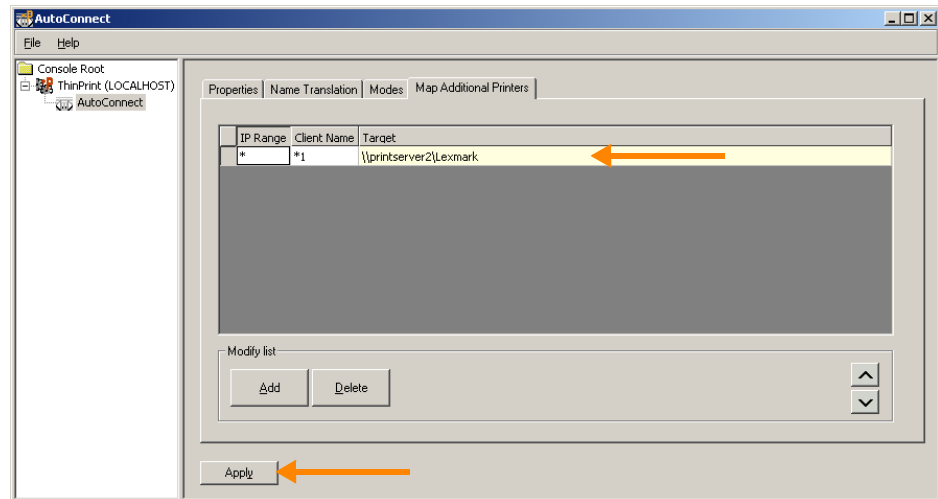 AutoConnect
File Help
Console Root
ThinPrint (LOCALHOST)
AutoConnect
Properties Name Translation Modes Map Additional Printers
IP Range Client Name Target
* *1 \\printserver2\Lexmark
Modify list
Add Delete
Apply